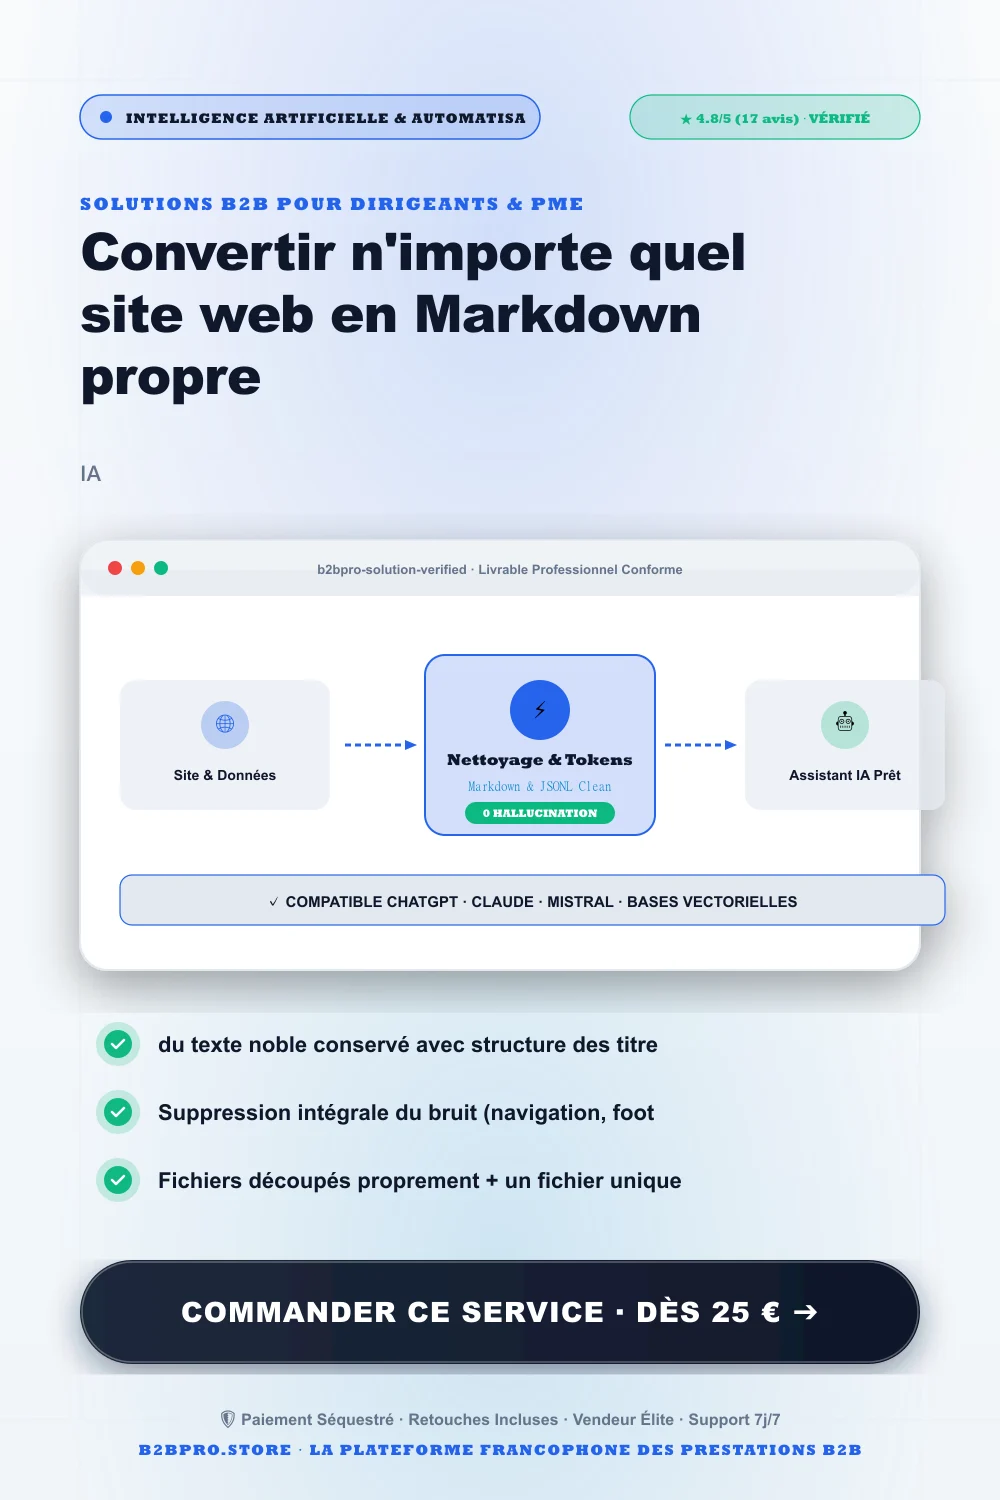 INTELLIGENCE ARTIFICIELLE & AUTOMATISA
★ 4.8/5 (17 avis) · VÉRIFIÉ
SOLUTIONS B2B POUR DIRIGEANTS & PME
Convertir n'importe quel
site web en Markdown
propre
IA
b2bpro-solution-verified · Livrable Professionnel Conforme
Site & Données
⚡
Nettoyage & Tokens
Markdown & JSONL Clean
0 HALLUCINATION
Assistant IA Prêt
✓ COMPATIBLE CHATGPT · CLAUDE · MISTRAL · BASES VECTORIELLES
du texte noble conservé avec structure des titre
Suppression intégrale du bruit (navigation, foot
Fichiers découpés proprement + un fichier unique
COMMANDER CE SERVICE · DÈS 25 € ➔
Paiement Séquestré · Retouches Incluses · Vendeur Élite · Support 7j/7
B2BPRO.STORE · LA PLATEFORME FRANCOPHONE DES PRESTATIONS B2B